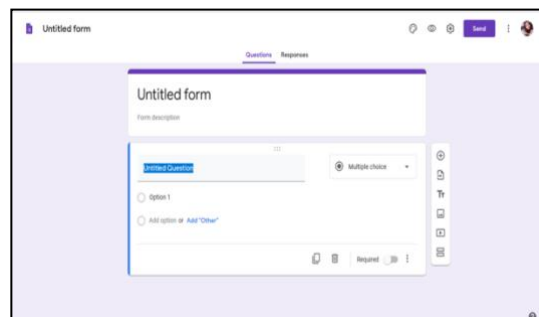 Untitled form
Send
Questions Responses
Untitled form
Form description
Untitled Question
Multiple choice
Option 1
Add option or Add "Other"
Required
Tt